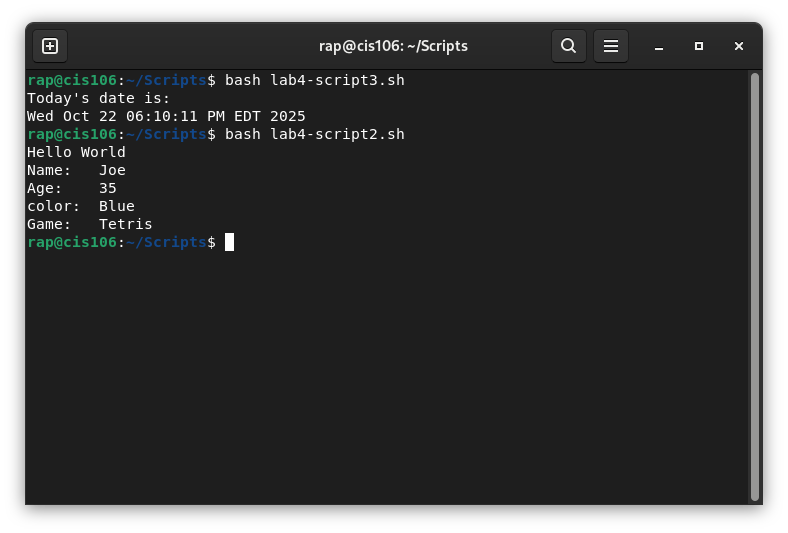 rap@cis106: ~/Scripts
rap@cis106:~/Scripts$ bash lab4-script3.sh
Today's date is:
Wed Oct 22 06:10:11 PM EDT 2025
rap@cis106:~/Scripts$ bash lab4-script2.sh
Hello World
Name:   Joe
Age:    35
color:  Blue
Game:   Tetris
rap@cis106:~/Scripts$